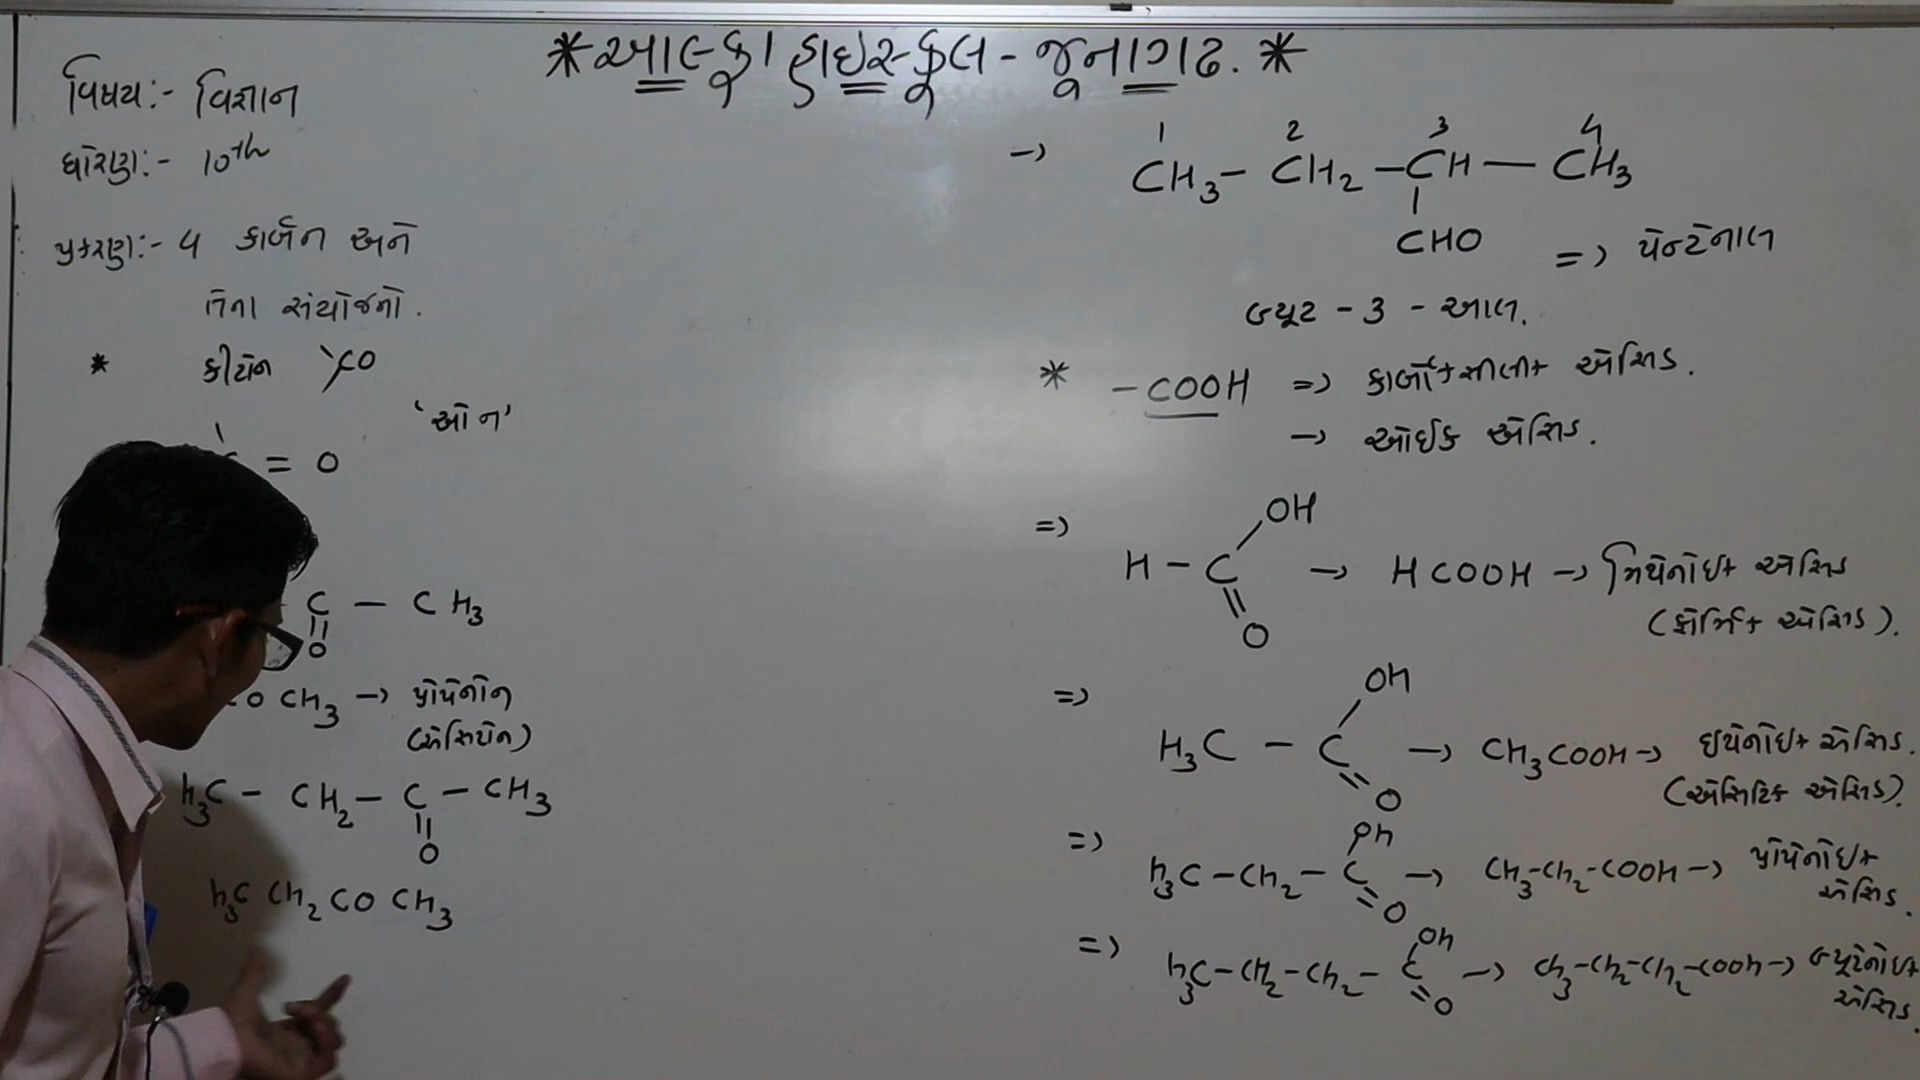 * આલ્ફા હાઇસ્કૂલ - જૂનાગઢ. *
વિષય:- વિજ્ઞાન
ધોરણ:- 10th
પ્રકરણ:- 4 કાર્બન અને
તેના સંયોજનો.
* કીટોન >CO
'ઓન'
= O
C — CH3
||
O
CO CH3 → પ્રોપેનોન
(એસિટોન)
H3C - CH2 - C - CH3
||
O
H3C CH2 CO CH3
1 2 3 4
→ CH3 - CH2 - CH — CH3
|
CHO => પેન્ટેનાલ
બ્યૂટ - 3 - આલ.
* - COOH => કાર્બોક્સીલીક એસિડ.
→ ઓઈક એસિડ.
=> OH
H - C → HCOOH → મિથેનોઇક એસિડ
O (ફોર્મિક એસિડ).
=> OH
H3C - C → CH3COOH → ઇથેનોઇક એસિડ.
O (એસિટિક એસિડ).
=> OH
H3C - CH2 - C → CH3-CH2-COOH → પ્રોપેનોઇક
O એસિડ.
=> OH
H3C - CH2 - CH2 - C → CH3-CH2-CH2-COOH → બ્યૂટેનોઇક
O એસિડ.